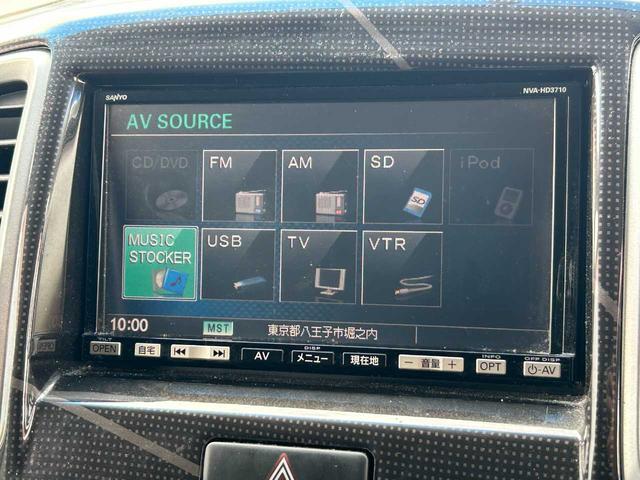 SANYO
NVA-HD3710
AV SOURCE
CD/DVD
FM
AM
SD
iPod
SD
MUSIC
STOCKER
USB
TV
VTR
10:00
MST
東京都八王子市堀之内
TILT
DISP
INFO
OFF DISP
OPEN
自宅
AV
メニュー
現在地
− 音量 +
OPT
-AV